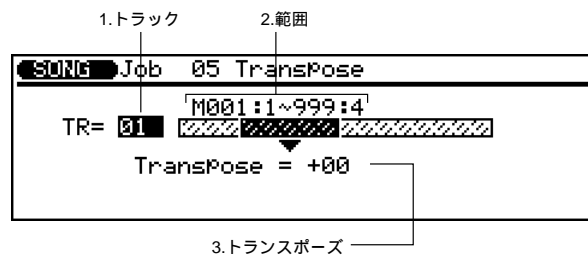 1.トラック 2.範囲
SONG Job 05 Transpose
M001:1~999:4
TR= 01
Transpose = +00
3.トランスポーズ